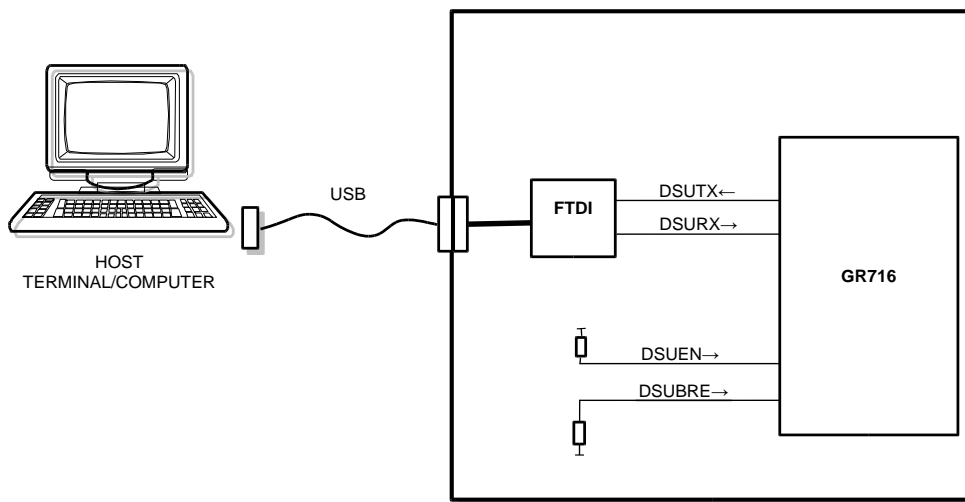 USB
HOST
TERMINAL/COMPUTER
FTDI
DSUTX←
DSURX→
GR716
DSUEN→
DSUBRE→